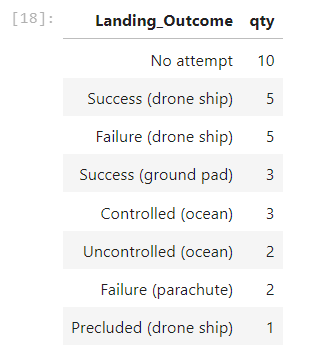 [18]:
Landing_Outcome qty
No attempt 10
Success (drone ship) 5
Failure (drone ship) 5
Success (ground pad) 3
Controlled (ocean) 3
Uncontrolled (ocean) 2
Failure (parachute) 2
Precluded (drone ship) 1